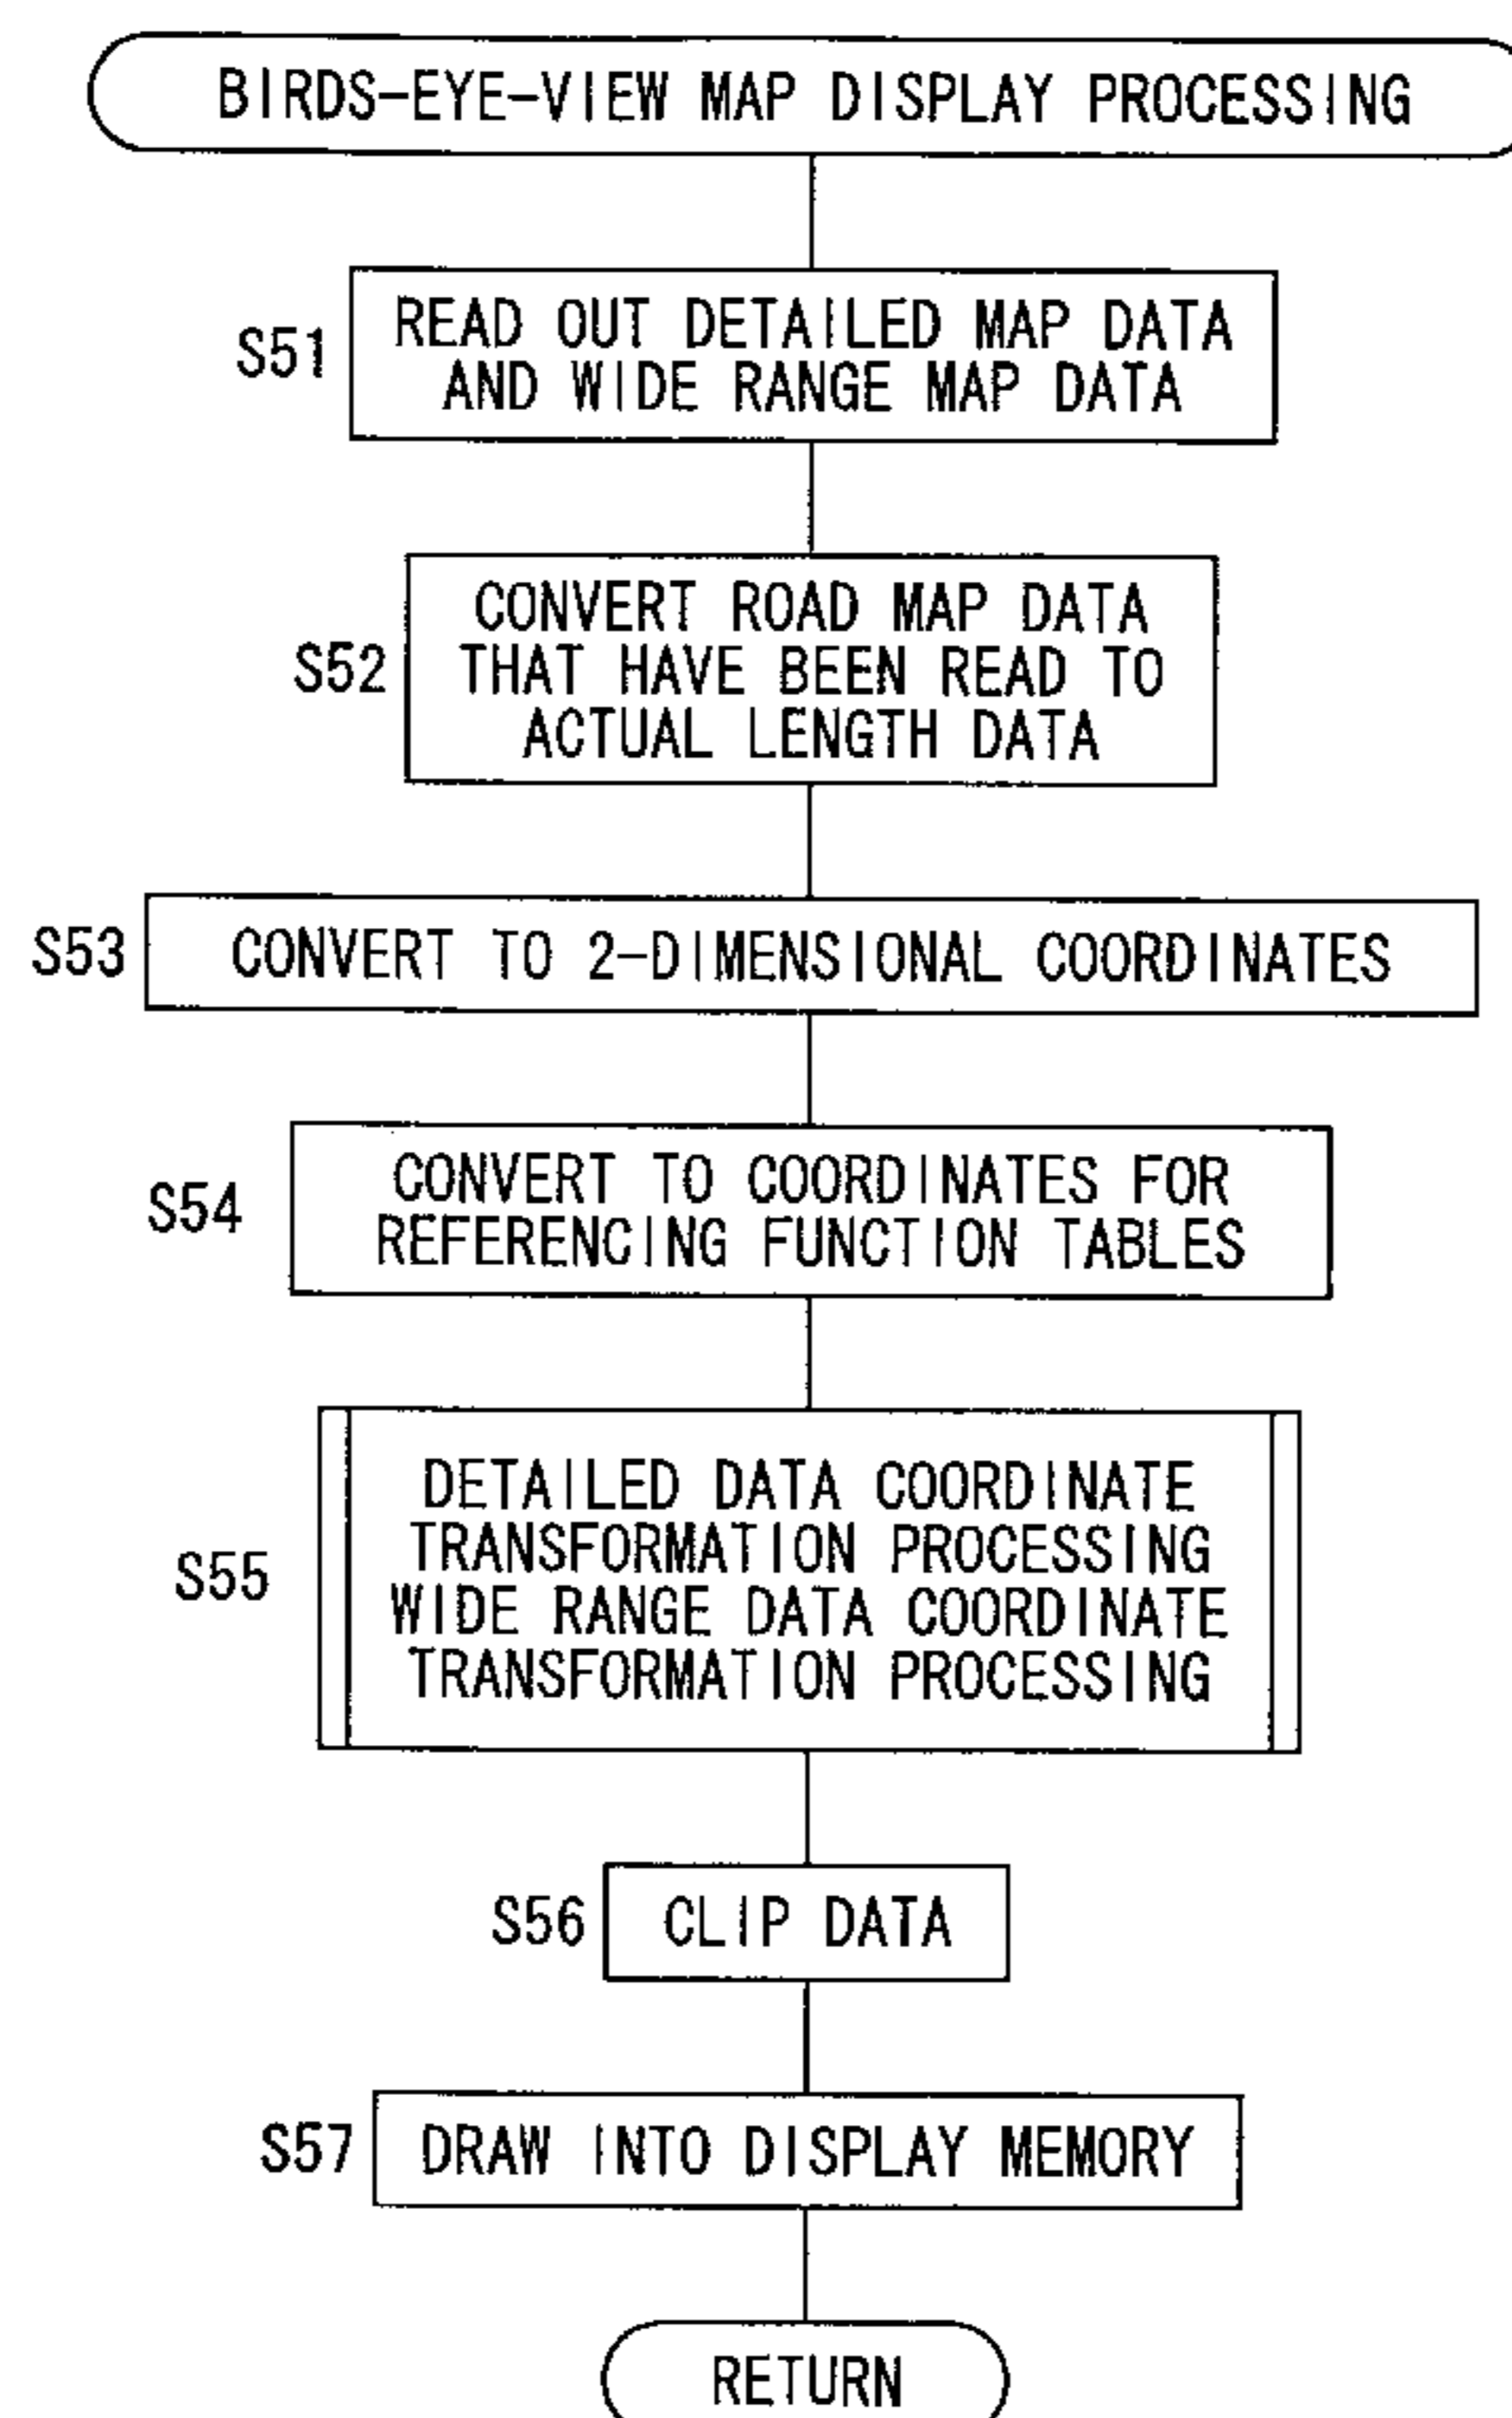 BIRDS-EYE-VIEW MAP DISPLAY PROCESSING
S51
READ OUT DETAILED MAP DATA
AND WIDE RANGE MAP DATA
S52
CONVERT ROAD MAP DATA
THAT HAVE BEEN READ TO
ACTUAL LENGTH DATA
S53
CONVERT TO 2-DIMENSIONAL COORDINATES
S54
CONVERT TO COORDINATES FOR
REFERENCING FUNCTION TABLES
S55
DETAILED DATA COORDINATE
TRANSFORMATION PROCESSING
WIDE RANGE DATA COORDINATE
TRANSFORMATION PROCESSING
S56
CLIP DATA
S57
DRAW INTO DISPLAY MEMORY
RETURN